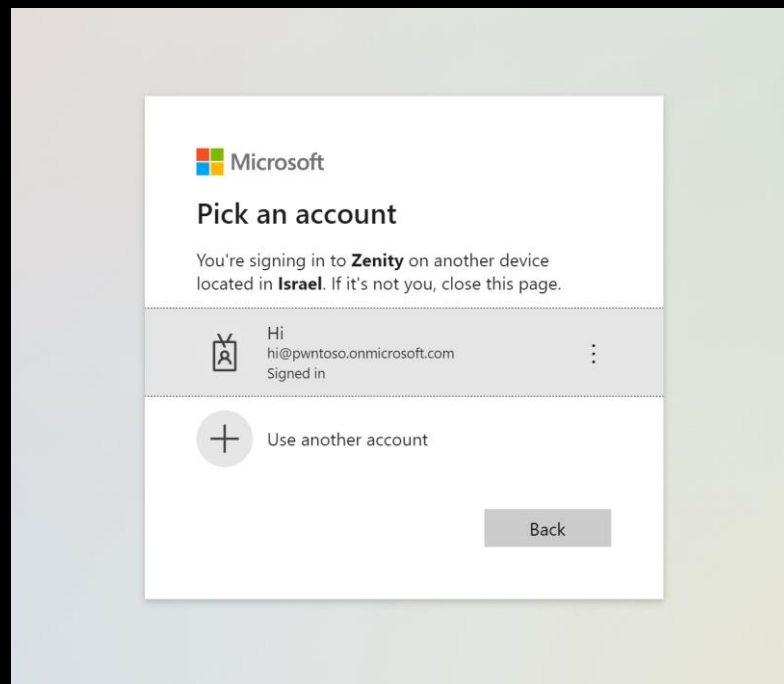 Microsoft
Pick an account
You're signing in to Zenity on another device
located in Israel. If it's not you, close this page.
Hi
hi@pwntoso.onmicrosoft.com
Signed in
Use another account
Back